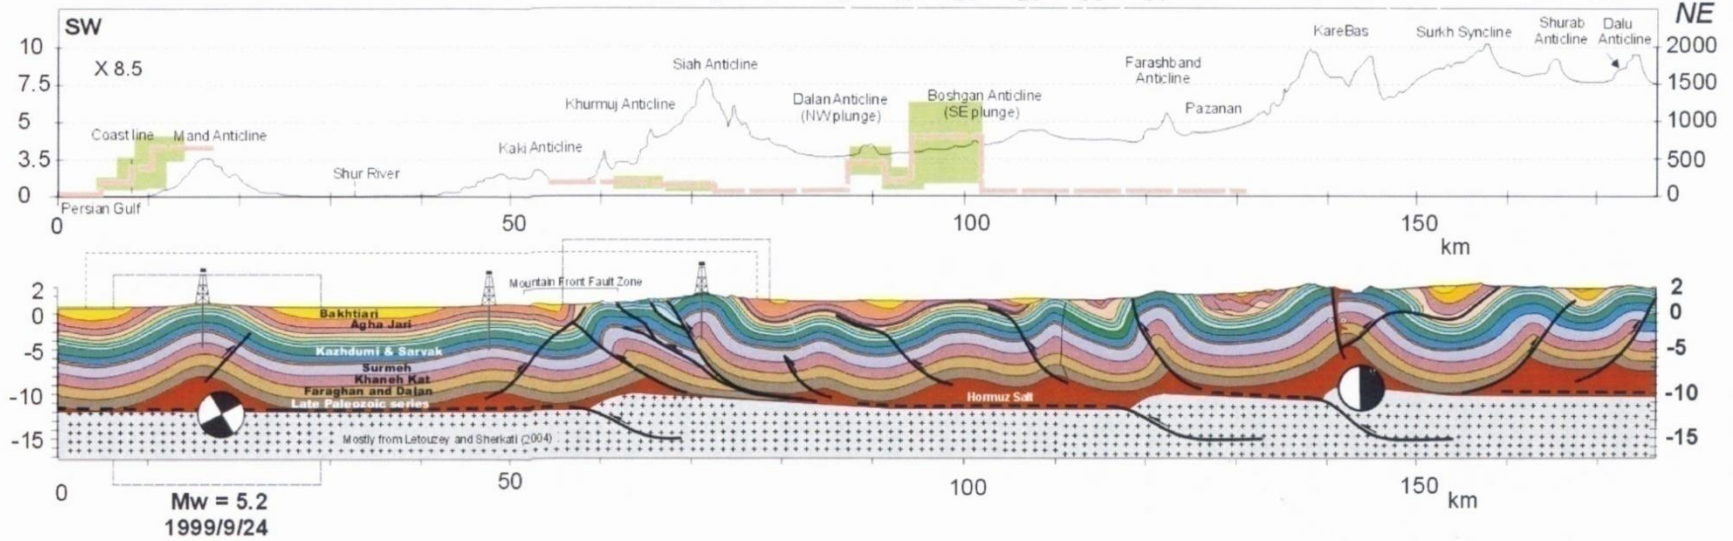 SW
NE
X 8.5
10
7.5
5
3.5
0
2000
1500
1000
500
0
Coast line
Mand Anticline
Shur River
Kaki Anticline
Khurmuj Anticline
Siah Anticline
Dalan Anticline
(NW plunge)
Boshgan Anticline
(SE plunge)
Farashband
Anticline
Pazanan
KareBas
Surkh Syncline
Shurab
Anticline
Dalu
Anticline
Persian Gulf
0
50
100
150
km
Mountain Front Fault Zone
2
0
-5
-10
-15
2
0
-5
-10
-15
Bakhtiari
Agha Jari
Kazhdumi & Sarvak
Surmeh
Khaneh Kat
Faraghan and Dalan
Late Paleozoic series
Hormuz Salt
Mostly from Letouzey and Sherkati (2004)
0
50
100
150
km
Mw = 5.2
1999/9/24